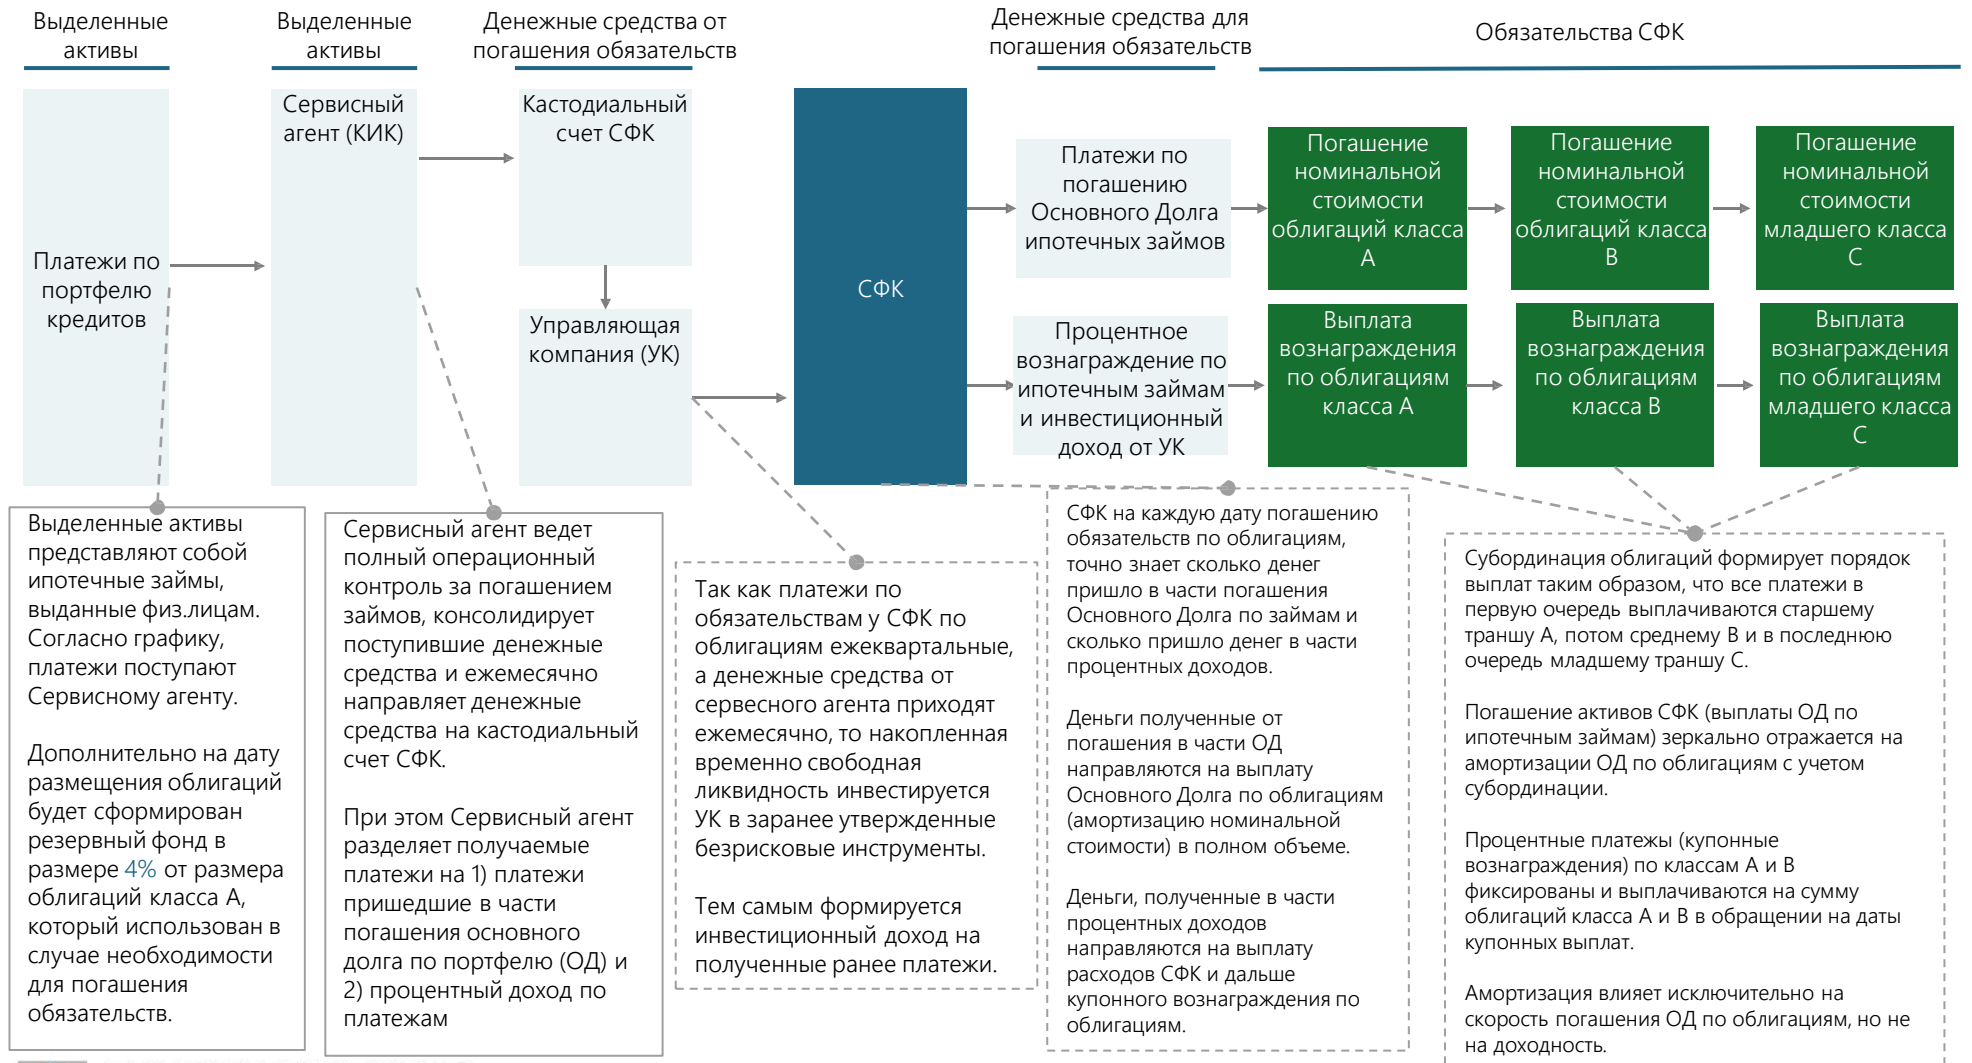 Выделенные
активы
Выделенные
активы
Денежные средства от
погашения обязательств
Денежные средства для
погашения обязательств
Обязательства СФК
Платежи по
портфелю
кредитов
Сервисный
агент (КИК)
Кастодиальный
счет СФК
Управляющая
компания (УК)
СФК
Платежи по
погашению
Основного Долга
ипотечных займов
Процентное
вознаграждение по
ипотечным займам
и инвестиционный
доход от УК
Погашение
номинальной
стоимости
облигаций класса
А
Погашение
номинальной
стоимости
облигаций класса
В
Погашение
номинальной
стоимости
младшего класса
С
Выплата
вознаграждения
по облигациям
класса А
Выплата
вознаграждения
по облигациям
класса В
Выплата
вознаграждения
по облигациям
младшего класса
С
Выделенные активы
представляют собой
ипотечные займы,
выданные физ.лицам.
Согласно графику,
платежи поступают
Сервисному агенту.
Дополнительно на дату
размещения облигаций
будет сформирован
резервный фонд в
размере 4% от размера
облигаций класса А,
который использован в
случае необходимости
для погашения
обязательств.
Сервисный агент ведет
полный операционный
контроль за погашением
займов, консолидирует
поступившие денежные
средства и ежемесячно
направляет денежные
средства на кастодиальный
счет СФК.
При этом Сервисный агент
разделяет получаемые
платежи на 1) платежи
пришедшие в части
погашения основного
долга по портфелю (ОД) и
2) процентный доход по
платежам
Так как платежи по
обязательствам у СФК по
облигациям ежеквартальные,
а денежные средства от
сервесного агента приходят
ежемесячно, то накопленная
временно свободная
ликвидность инвестируется
УК в заранее утвержденные
безрисковые инструменты.
Тем самым формируется
инвестиционный доход на
полученные ранее платежи.
СФК на каждую дату погашению
обязательств по облигациям,
точно знает сколько денег
пришло в части погашения
Основного Долга по займам и
сколько пришло денег в части
процентных доходов.
Деньги полученные от
погашения в части ОД
направляются на выплату
Основного Долга по облигациям
(амортизацию номинальной
стоимости) в полном объеме.
Деньги, полученные в части
процентных доходов
направляются на выплату
расходов СФК и дальше
купонного вознаграждения по
облигациям.
Субординация облигаций формирует порядок
выплат таким образом, что все платежи в
первую очередь выплачиваются старшему
траншу А, потом среднему В и в последнюю
очередь младшему траншу С.
Погашение активов СФК (выплаты ОД по
ипотечным займам) зеркально отражается на
амортизации ОД по облигациям с учетом
субординации.
Процентные платежи (купонные
вознаграждения) по классам А и В
фиксированы и выплачиваются на сумму
облигаций класса А и В в обращении на даты
купонных выплат.
Амортизация влияет исключительно на
скорость погашения ОД по облигациям, но не
на доходность.